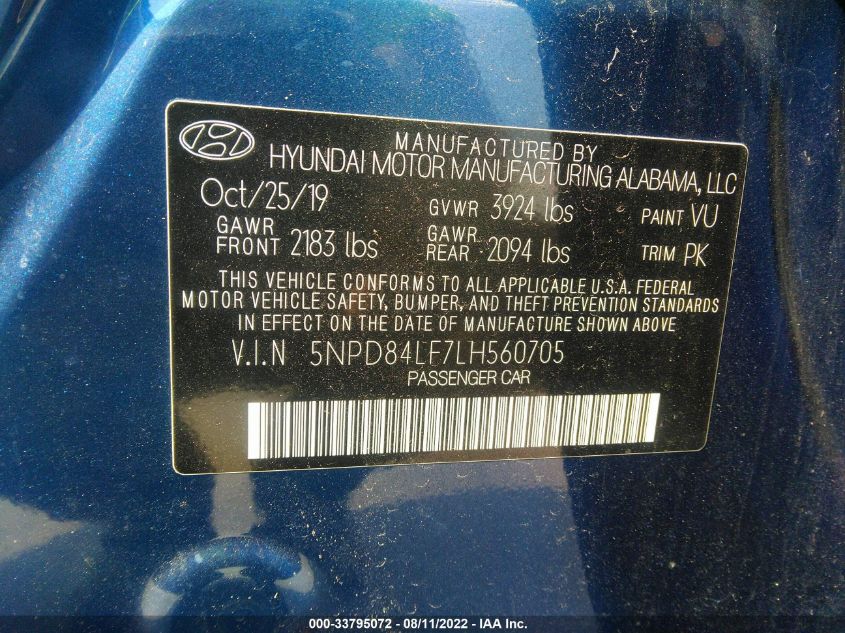 MANUFACTURED BY
HYUNDAI MOTOR MANUFACTURING ALABAMA, LLC
Oct/25/19 GVWR 3924 lbs PAINT VU
GAWR FRONT 2183 lbs GAWR REAR 2094 lbs TRIM PK
THIS VEHICLE CONFORMS TO ALL APPLICABLE U.S.A. FEDERAL
MOTOR VEHICLE SAFETY, BUMPER, AND THEFT PREVENTION STANDARDS
IN EFFECT ON THE DATE OF MANUFACTURE SHOWN ABOVE
V.I.N 5NPD84LF7LH560705
PASSENGER CAR
000-33795072 - 08/11/2022 - IAA Inc.